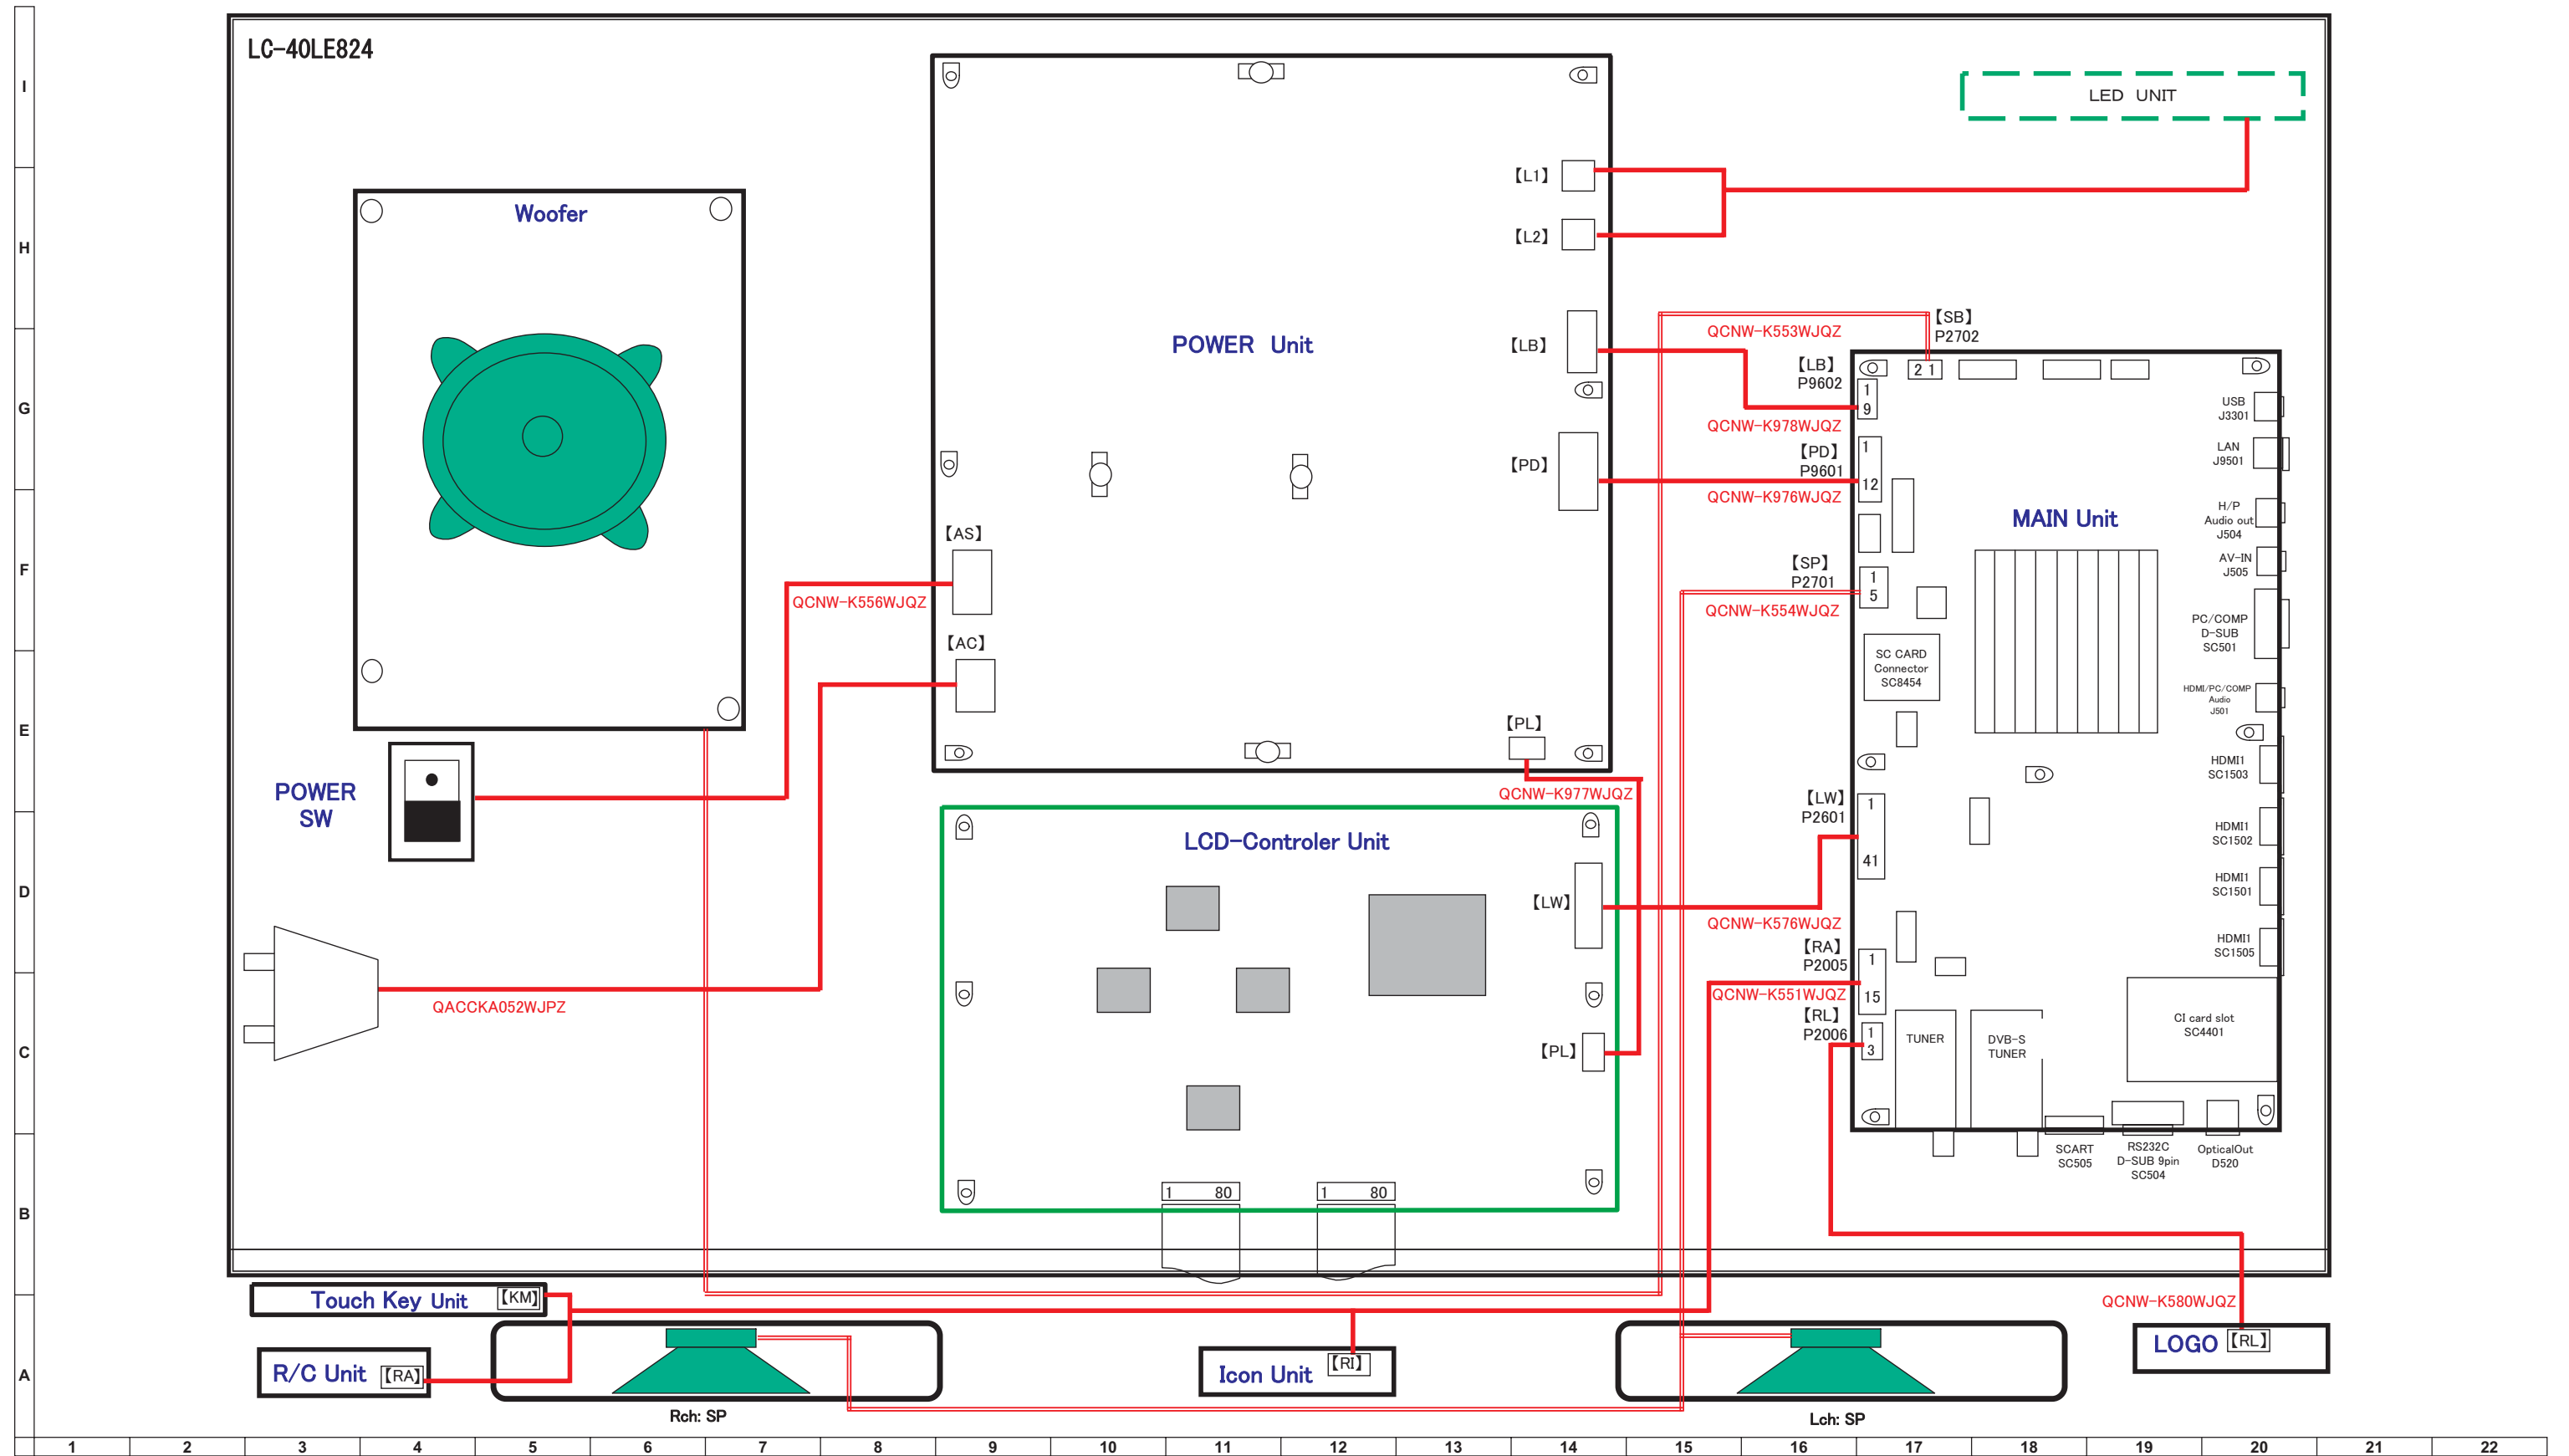 LC-40LE824
I
H
G
F
E
D
C
B
A
LED UNIT
Woofer
POWER Unit
【L1】
【L2】
【LB】
【PD】
【AS】
【AC】
【PL】
QCNW-K556WJQZ
POWER
SW
QACCKA052WJPZ
QCNW-K977WJQZ
LCD-Controler Unit
【LW】
【PL】
1 80
1 80
QCNW-K553WJQZ
【SB】
P2702
【LB】
P9602
QCNW-K978WJQZ
【PD】
P9601
QCNW-K976WJQZ
【SP】
P2701
QCNW-K554WJQZ
【LW】
P2601
QCNW-K576WJQZ
【RA】
P2005
QCNW-K551WJQZ
【RL】
P2006
2 1
1
9
1
12
1
5
1
41
1
15
1
3
MAIN Unit
SC CARD
Connector
SC8454
USB
J3301
LAN
J9501
H/P
Audio out
J504
AV-IN
J505
PC/COMP
D-SUB
SC501
HDMI/PC/COMP
Audio
J501
HDMI1
SC1503
HDMI1
SC1502
HDMI1
SC1501
HDMI1
SC1505
CI card slot
SC4401
TUNER
DVB-S
TUNER
SCART
SC505
RS232C
D-SUB 9pin
SC504
OpticalOut
D520
Touch Key Unit 【KM】
R/C Unit 【RA】
Rch: SP
Icon Unit 【RI】
Lch: SP
QCNW-K580WJQZ
LOGO 【RL】
1 2 3 4 5 6 7 8 9 10 11 12 13 14 15 16 17 18 19 20 21 22